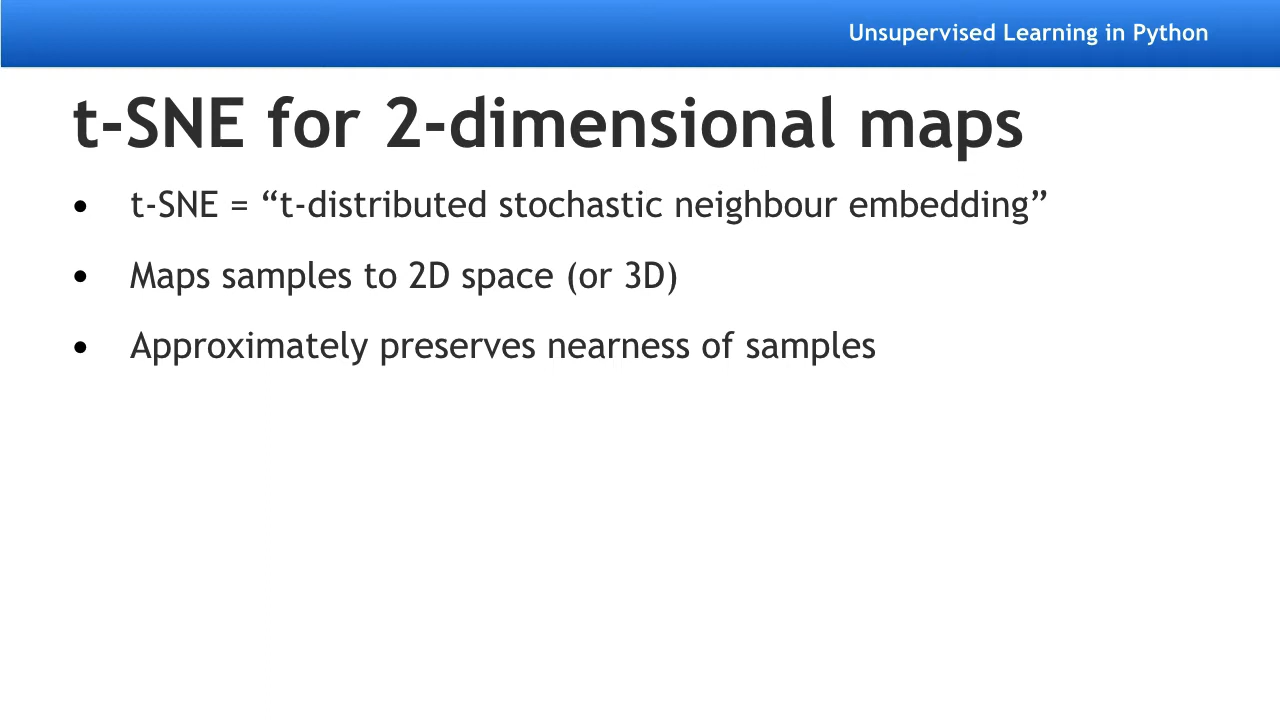 Unsupervised Learning in Python
t-SNE for 2-dimensional maps
• t-SNE = “t-distributed stochastic neighbour embedding”
• Maps samples to 2D space (or 3D)
• Approximately preserves nearness of samples